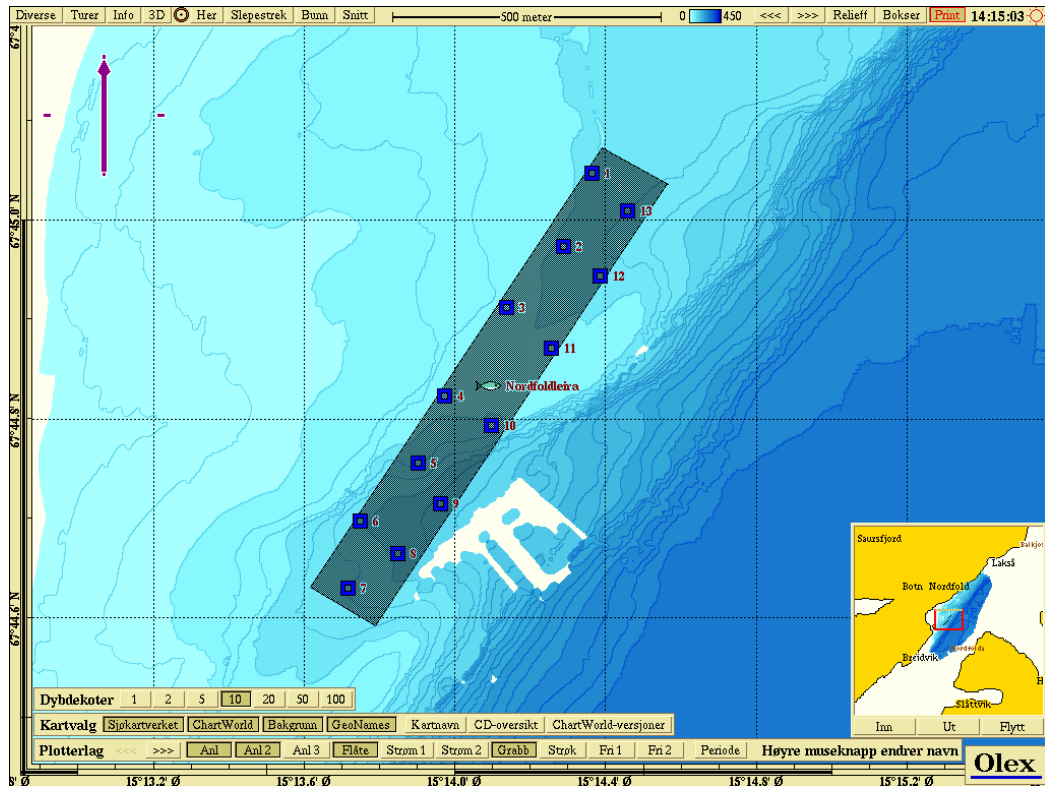 Diverse Turer Info 3D Her Slepestrek Bunn Snitt 500 meter 0 450 <<< >>> Relieff Bokser Print 14:15:03
67°4
1
13
67°45.0' N
2
12
3
11
Nordfoldleira
4
67°44.8' N
10
5
9
6
8
7
67°44.6' N
Saursfjord
Lakså
Botn Nordfold
Breidvik
Slåttvik
H
Inn Ut Flytt
Dybdekoter 1 2 5 10 20 50 100
Kartvalg Sjøkartverket ChartWorld Bakgrunn GeoNames Kartnavn CD-oversikt ChartWorld-versjoner
Plotterlag <<< >>> Anl Anl 2 Anl 3 Flåte Strøm 1 Strøm 2 Grabb Strøk Fri 1 Fri 2 Periode Høyre museknapp endrer navn
Olex
8' Ø 15°13.2' Ø 15°13.6' Ø 15°14.0' Ø 15°14.4' Ø 15°14.8' Ø 15°15.2' Ø